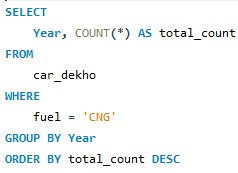 SELECT
Year, COUNT(*) AS total_count
FROM
car_dekho
WHERE
fuel = 'CNG'
GROUP BY Year
ORDER BY total_count DESC